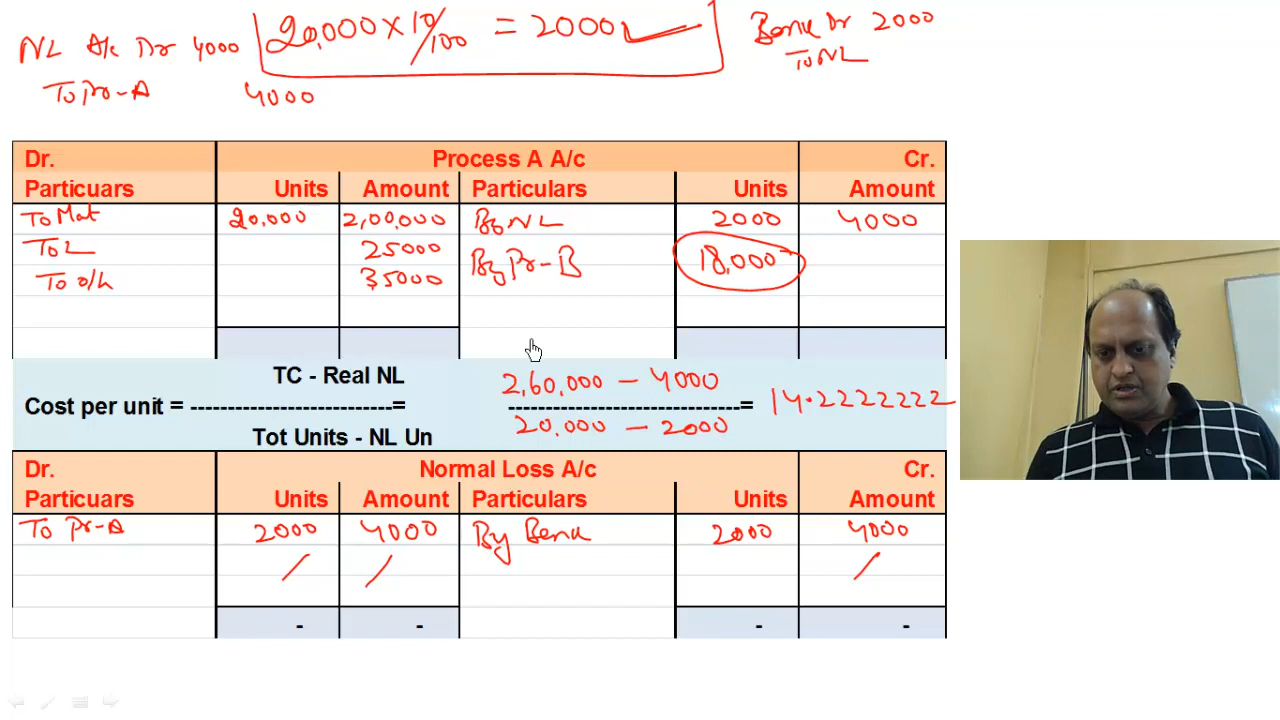 20,000 × 10/100 = 2000
NL A/c Dr 4000
To Pr-A 4000
Bank Dr 2000
To NL
Dr. Process A A/c Cr.
Particuars Units Amount Particulars Units Amount
To Mat 20,000 2,00,000 By NL 2000 4000
To L 25000 By Pr-B 18,000
To O/h 35000
TC - Real NL
Cost per unit = ----------------------------=
Tot Units - NL Un
2,60,000 - 4000
-------------------------------= 14.2222222
20,000 - 2000
Dr. Normal Loss A/c Cr.
Particuars Units Amount Particulars Units Amount
To Pr-A 2000 4000 By Bank 2000 4000
- - - -